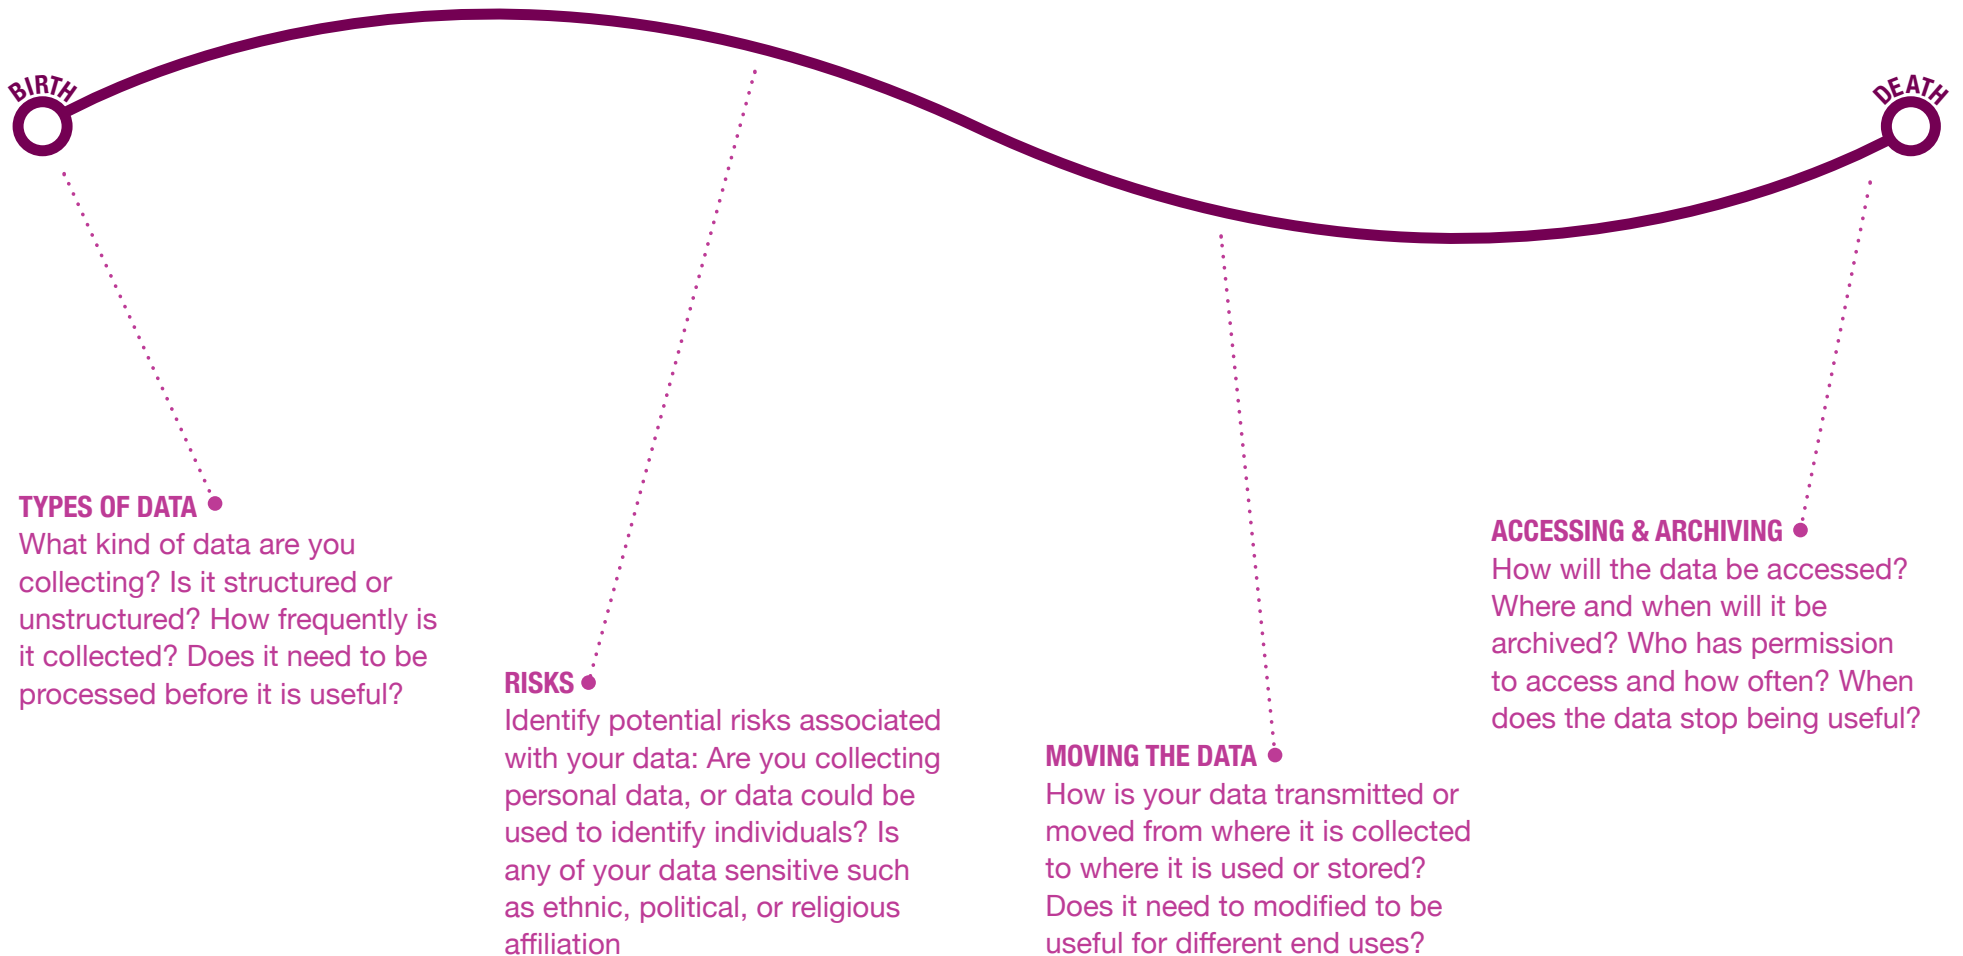 BIRTH
DEATH
TYPES OF DATA
What kind of data are you
collecting? Is it structured or
unstructured? How frequently is
it collected? Does it need to be
processed before it is useful?
RISKS
Identify potential risks associated
with your data: Are you collecting
personal data, or data could be
used to identify individuals? Is
any of your data sensitive such
as ethnic, political, or religious
affiliation
MOVING THE DATA
How is your data transmitted or
moved from where it is collected
to where it is used or stored?
Does it need to modified to be
useful for different end uses?
ACCESSING & ARCHIVING
How will the data be accessed?
Where and when will it be
archived? Who has permission
to access and how often? When
does the data stop being useful?